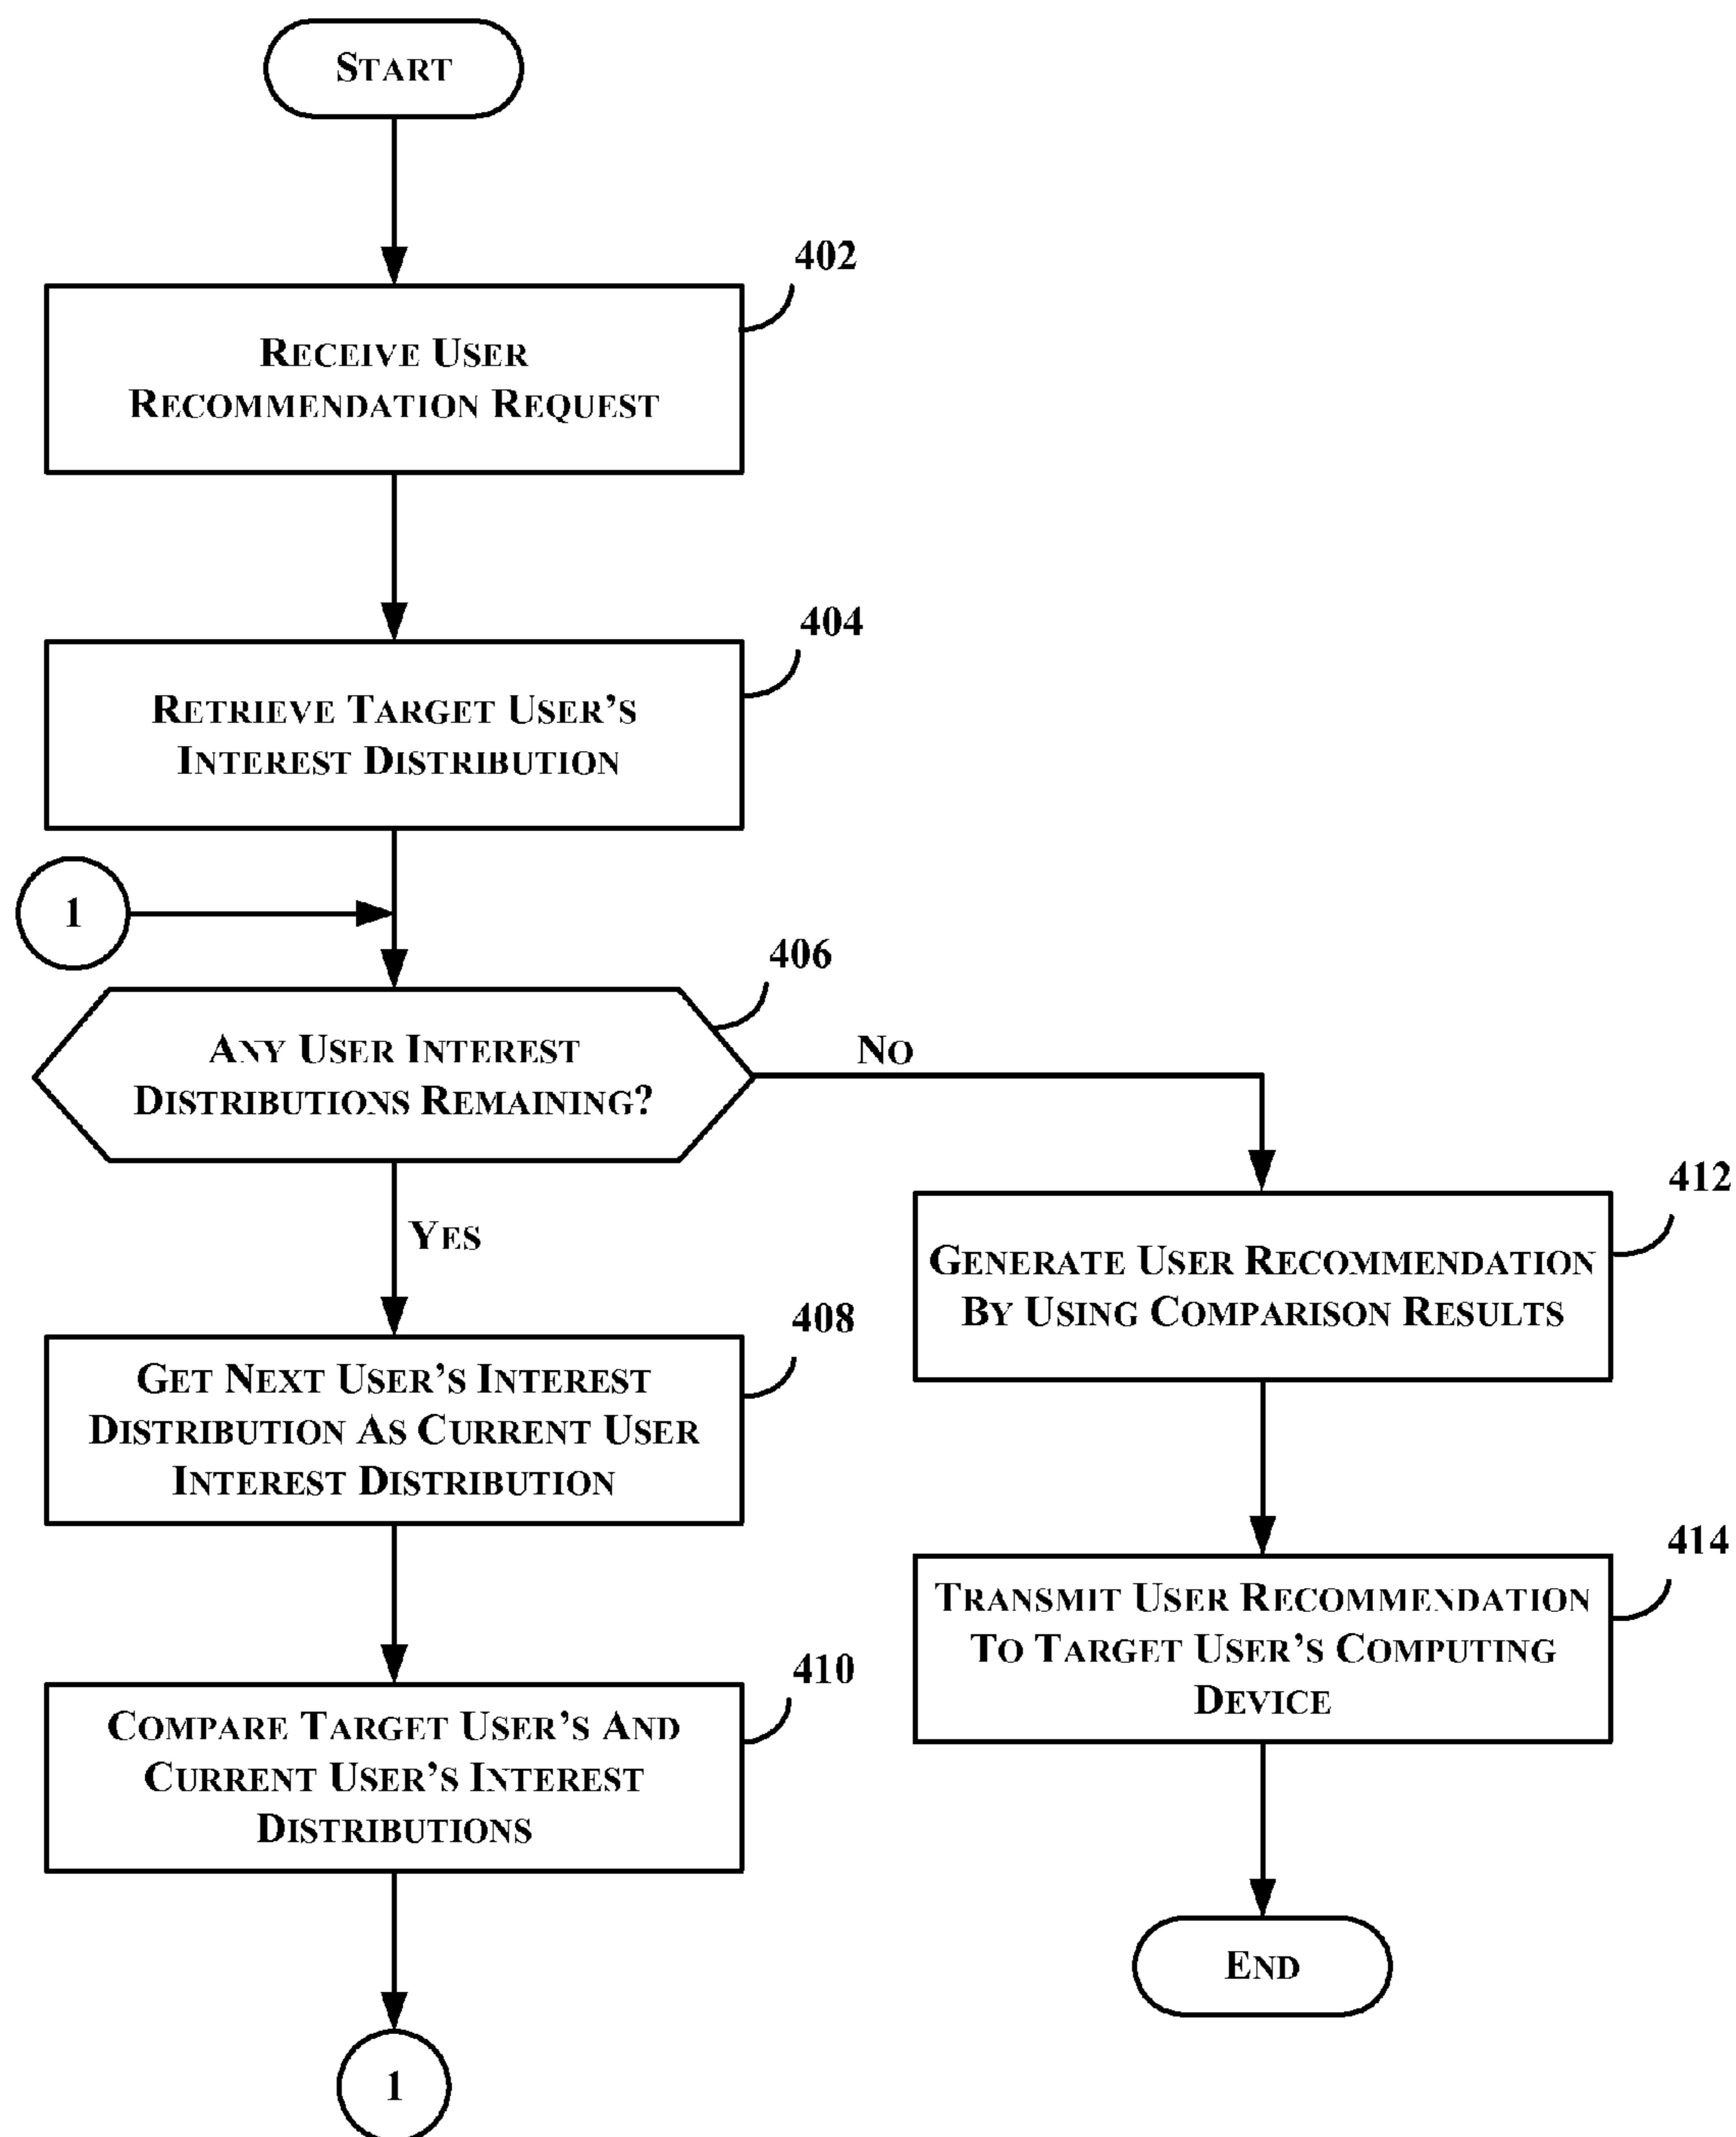 START
402
RECEIVE USER
RECOMMENDATION REQUEST
404
RETRIEVE TARGET USER'S
INTEREST DISTRIBUTION
1
406
ANY USER INTEREST
DISTRIBUTIONS REMAINING?
NO
YES
408
GET NEXT USER'S INTEREST
DISTRIBUTION AS CURRENT USER
INTEREST DISTRIBUTION
410
COMPARE TARGET USER'S AND
CURRENT USER'S INTEREST
DISTRIBUTIONS
1
412
GENERATE USER RECOMMENDATION
BY USING COMPARISON RESULTS
414
TRANSMIT USER RECOMMENDATION
TO TARGET USER'S COMPUTING
DEVICE
END